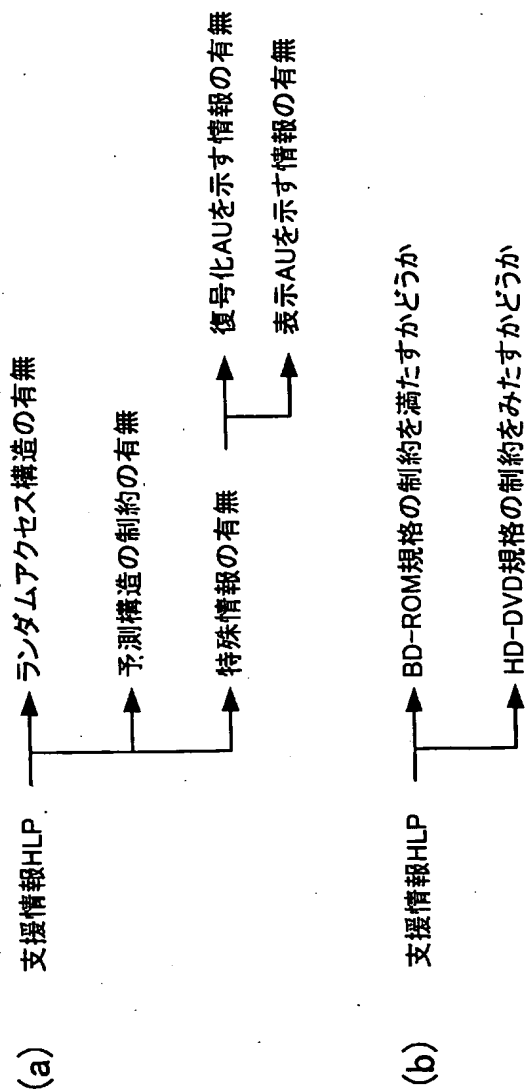 (a)
支援情報HLP
ランダムアクセス構造の有無
予測構造の制約の有無
特殊情報の有無
復号化AUを示す情報の有無
表示AUを示す情報の有無
(b)
支援情報HLP
BD-ROM規格の制約を満たすかどうか
HD-DVD規格の制約をみたすかどうか